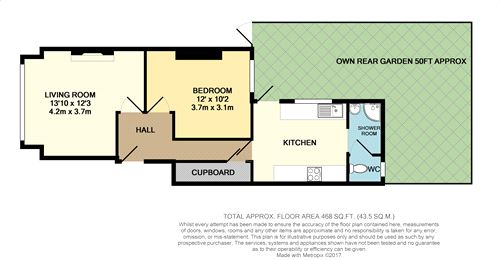 OWN REAR GARDEN 50FT APPROX
LIVING ROOM
13'10 x 12'3
4.2m x 3.7m
BEDROOM
12' x 10'2
3.7m x 3.1m
HALL
KITCHEN
SHOWER
ROOM
WC
CUPBOARD
TOTAL APPROX. FLOOR AREA 468 SQ.FT. (43.5 SQ.M.)
Whilst every attempt has been made to ensure the accuracy of the floor plan contained here, measurements
of doors, windows, rooms and any other items are approximate and no responsibility is taken for any error,
omission, or mis-statement. This plan is for illustrative purposes only and should be used as such by any
prospective purchaser. The services, systems and appliances shown have not been tested and no guarantee
as to their operability or efficiency can be given
Made with Metropix ©2017